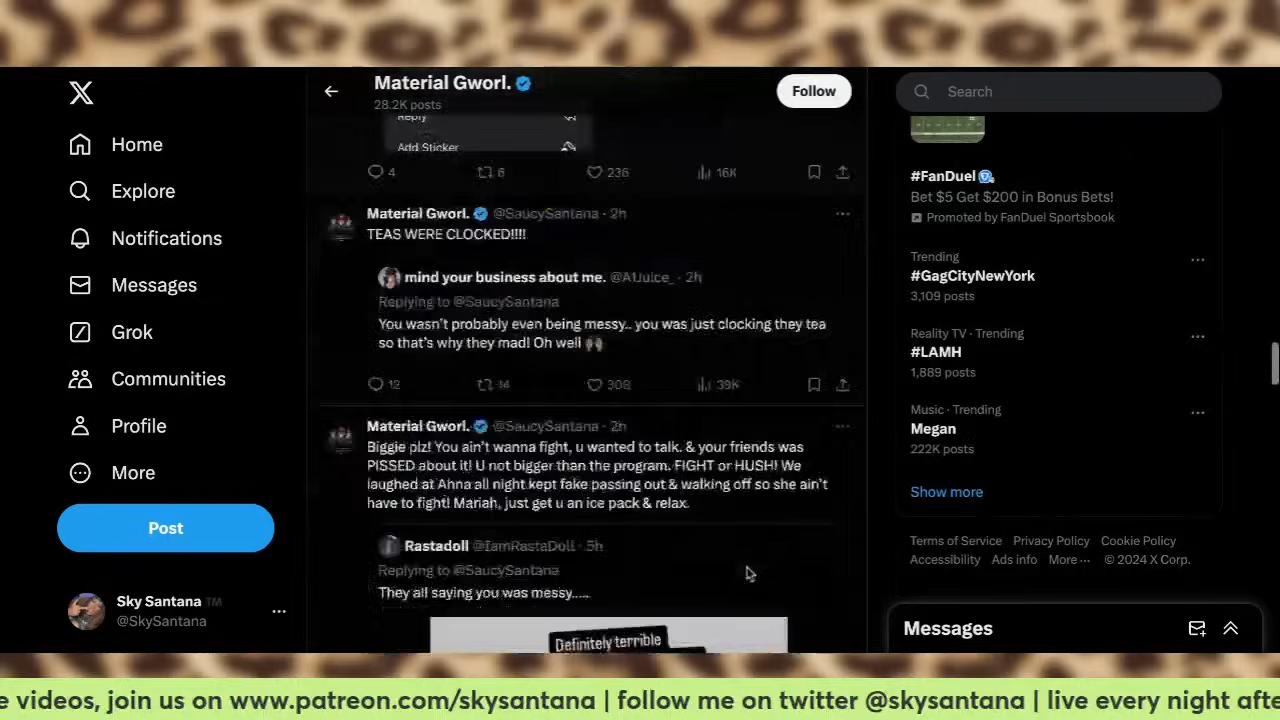 Home
Explore
Notifications
Messages
Grok
Communities
Profile
More
Post
Sky Santana TM
@SkySantana
Material Gworl.
28.2K posts
Follow
Reply
Add Sticker
4 6 236 16K
Material Gworl. @SaucySantana · 2h
TEAS WERE CLOCKED!!!!
mind your business about me. @A1Juice_ · 2h
Replying to @SaucySantana
You wasn't probably even being messy.. you was just clocking they tea
so that's why they mad! Oh well 🙌🏾
12 14 308 39K
Material Gworl. @SaucySantana · 2h
Biggie plz! You ain't wanna fight, u wanted to talk. & your friends was
PISSED about it! U not bigger than the program. FIGHT or HUSH! We
laughed at Ahna all night kept fake passing out & walking off so she ain't
have to fight! Mariah, just get u an ice pack & relax.
Rastadoll @IamRastaDoll · 5h
Replying to @SaucySantana
They all saying you was messy.....
Definitely terrible
Search
#FanDuel
Bet $5 Get $200 in Bonus Bets!
Promoted by FanDuel Sportsbook
Trending
#GagCityNewYork
3,109 posts
Reality TV · Trending
#LAMH
1,889 posts
Music · Trending
Megan
222K posts
Show more
Terms of Service Privacy Policy Cookie Policy
Accessibility Ads info More ··· © 2024 X Corp.
Messages
e videos, join us on www.patreon.com/skysantana | follow me on twitter @skysantana | live every night afte